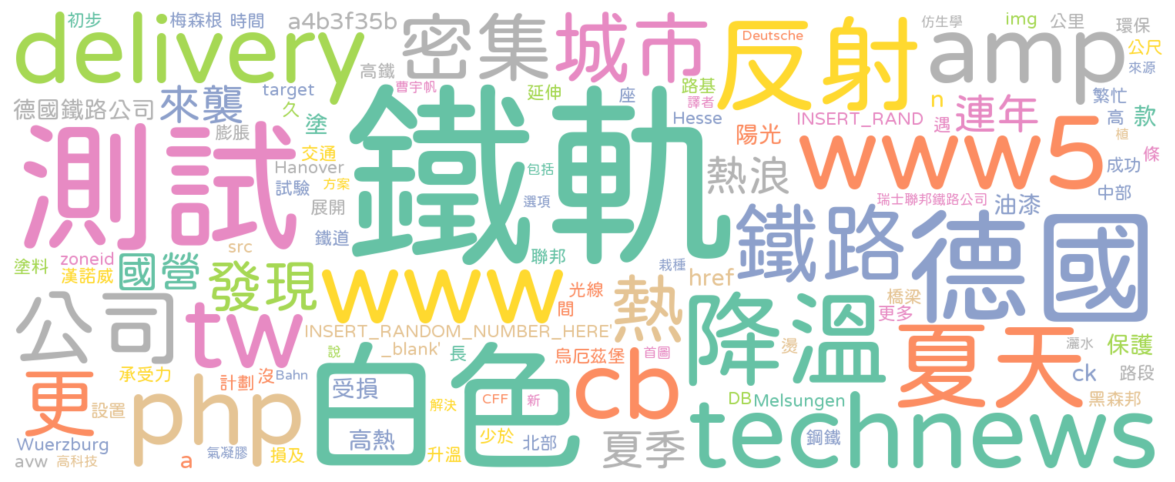 初步
梅森根
時間
a4b3f35b
delivery
密集
城市
Deutsche
反射
仿生學
img
公里
環保
amp
公尺
來源
高鐵
曹宇帆
德國鐵路公司
來襲
target
久
塗
延伸
座
路基
譯者
Hesse
陽光
INSERT_RAND
n
遇
連年
繁忙
高
款
植
膨脹
測試
交通
Hanover
試驗
方案
展開
鐵道
鐵軌
包括
選項
熱浪
www5
成功
條
中部
瑞士聯邦鐵路公司
油漆
鐵路
德國
src
zoneid
塗料
漢諾威
國營
發現
www
聯邦
栽種
href
光線
間
熱
橋梁
更多
降溫
公司
tw
INSERT_RANDOM_NUMBER_HERE'
_blank'
說
長
烏厄茲堡
首圖
燙
夏天
溜水
保護
更
承受力
計劃
沒
Bahn
設置
php
白色
受損
高熱
解決
CFF
新
cb
DB
Melsungen
ck
路段
黑森邦
Wuerzburg
avw
高科技
a
氣凝膠
損及
升溫
少於
北部
夏季
technews
鋼鐵